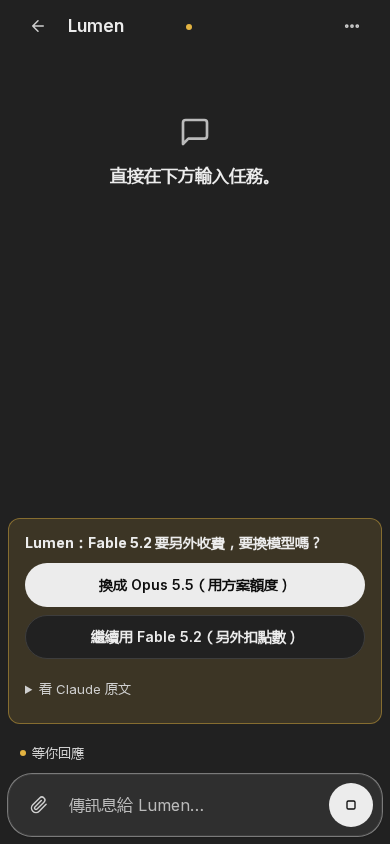 Lumen
直接在下方輸入任務。
Lumen：Fable 5.2 要另外收費，要換模型嗎？
換成 Opus 5.5（用方案額度）
繼續用 Fable 5.2（另外扣點數）
看 Claude 原文
等你回應
傳訊息給 Lumen…